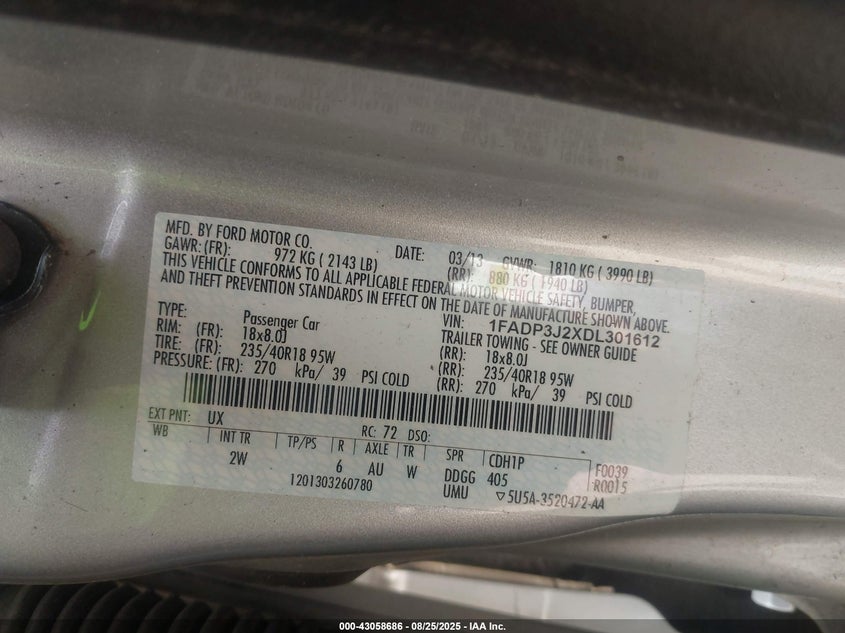 MFD. BY FORD MOTOR CO. DATE: 03/13 GVWR: 1810 KG ( 3990 LB)
GAWR: (FR): 972 KG ( 2143 LB) (RR): 880 KG ( 1940 LB)
THIS VEHICLE CONFORMS TO ALL APPLICABLE FEDERAL MOTOR VEHICLE SAFETY, BUMPER,
AND THEFT PREVENTION STANDARDS IN EFFECT ON THE DATE OF MANUFACTURE SHOWN ABOVE.
VIN: 1FADP3J2XDL301612
TYPE: Passenger Car TRAILER TOWING - SEE OWNER GUIDE
RIM: (FR): 18x8.0J (RR): 18x8.0J
TIRE: (FR): 235/40R18 95W (RR): 235/40R18 95W
PRESSURE: (FR): 270 kPa/ 39 PSI COLD (RR): 270 kPa/ 39 PSI COLD
EXT PNT: UX RC: 72 DSO:
WB INT TR TP/PS R AXLE TR SPR CDH1P F0039
2W 6 AU W DDGG 405 R0015
1201303260780 UMU ▽5U5A-3520472-AA
000-43058686 - 08/25/2025 - IAA Inc.